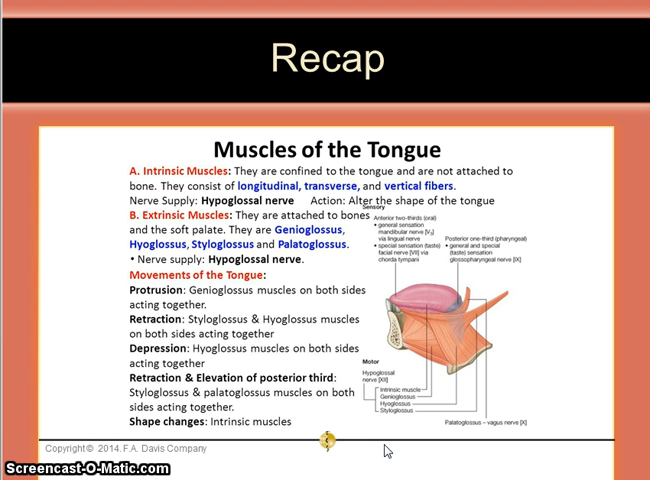 Recap
Muscles of the Tongue
A. Intrinsic Muscles: They are confined to the tongue and are not attached to
bone. They consist of longitudinal, transverse, and vertical fibers.
Nerve Supply: Hypoglossal nerve Action: Alter the shape of the tongue
B. Extrinsic Muscles: They are attached to bones
and the soft palate. They are Genioglossus,
Hyoglossus, Styloglossus and Palatoglossus.
• Nerve supply: Hypoglossal nerve.
Movements of the Tongue:
Protrusion: Genioglossus muscles on both sides
acting together.
Retraction: Styloglossus & Hyoglossus muscles
on both sides acting together
Depression: Hyoglossus muscles on both sides
acting together
Retraction & Elevation of posterior third:
Styloglossus & palatoglossus muscles on both
sides acting together.
Shape changes: Intrinsic muscles
Sensory
Anterior two-thirds (oral)
• general sensation
mandibular nerve [V₃]
via lingual nerve
• special sensation (taste)
facial nerve [VII] via
chorda tympani
Posterior one-third (pharyngeal)
• general and special
(taste) sensation
glossopharyngeal nerve [IX]
Motor
Hypoglossal
nerve [XII]
Intrinsic muscle
Genioglossus
Hyoglossus
Styloglossus
Palatoglossus – vagus nerve [X]
Copyright © 2014. F.A. Davis Company
Screencast-O-Matic.com